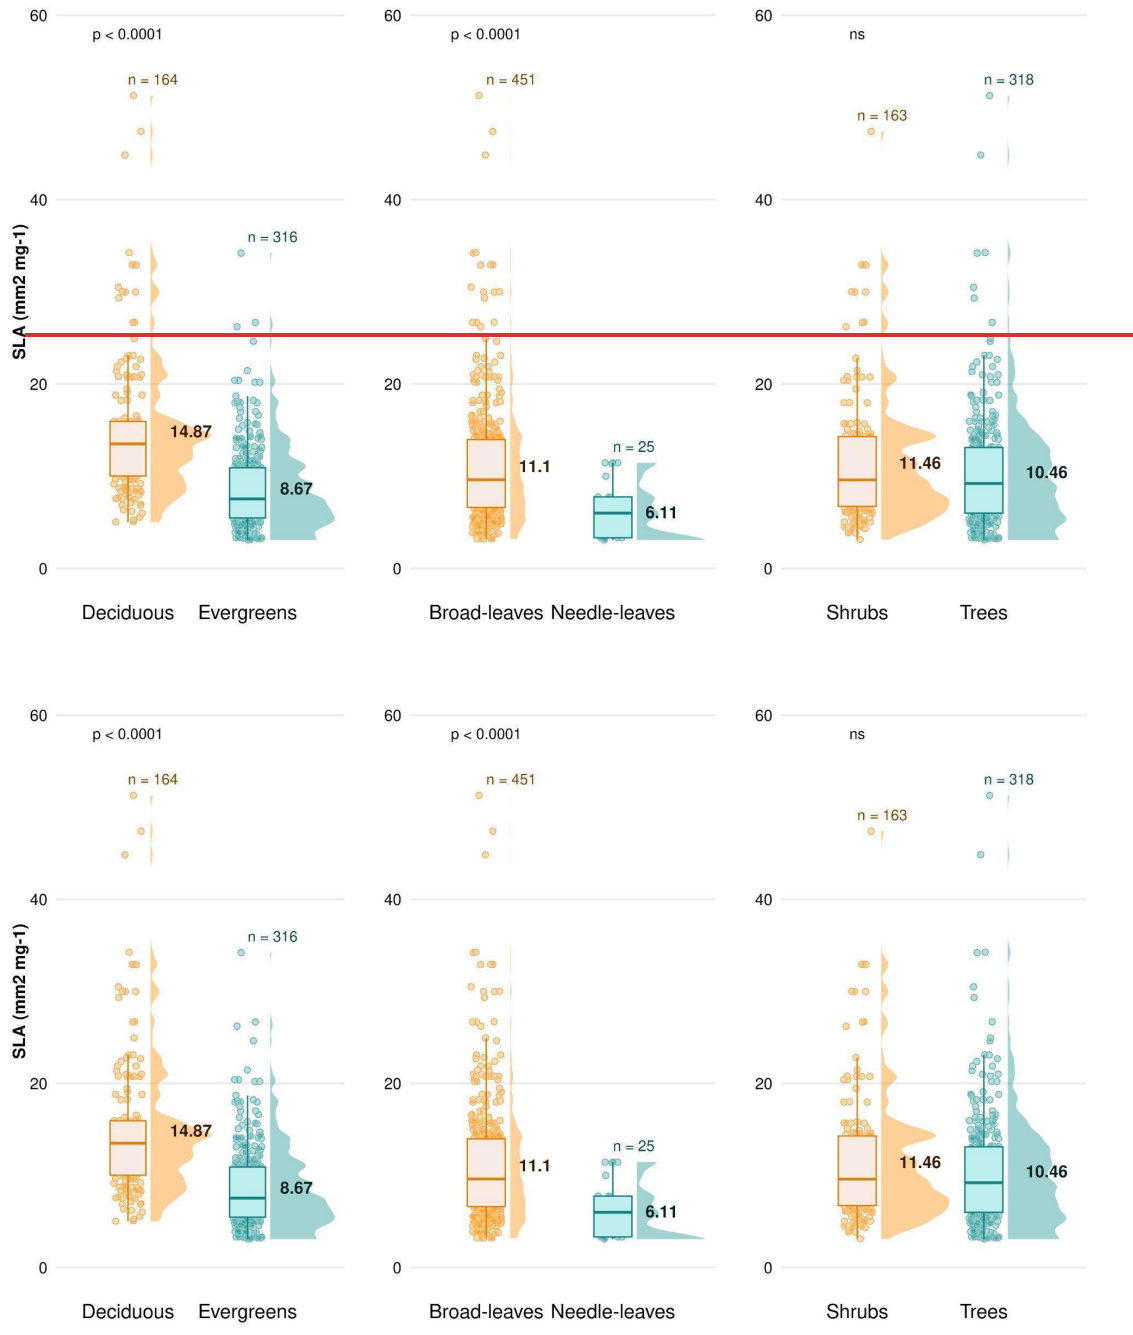 60
p < 0.0001
p < 0.0001
ns
n = 164
n = 451
n = 318
n = 163
40
n = 316
SLA (mm2 mg-1)
20
14.87
8.67
11.1
n = 25
6.11
11.46
10.46
0
Deciduous Evergreens
60
40
20
0
Broad-leaves Needle-leaves
60
40
20
0
Shrubs Trees
60
p < 0.0001
p < 0.0001
ns
n = 164
n = 451
n = 318
n = 163
40
n = 316
SLA (mm2 mg-1)
20
14.87
8.67
11.1
n = 25
6.11
11.46
10.46
0
Deciduous Evergreens
60
40
20
0
Broad-leaves Needle-leaves
60
40
20
0
Shrubs Trees